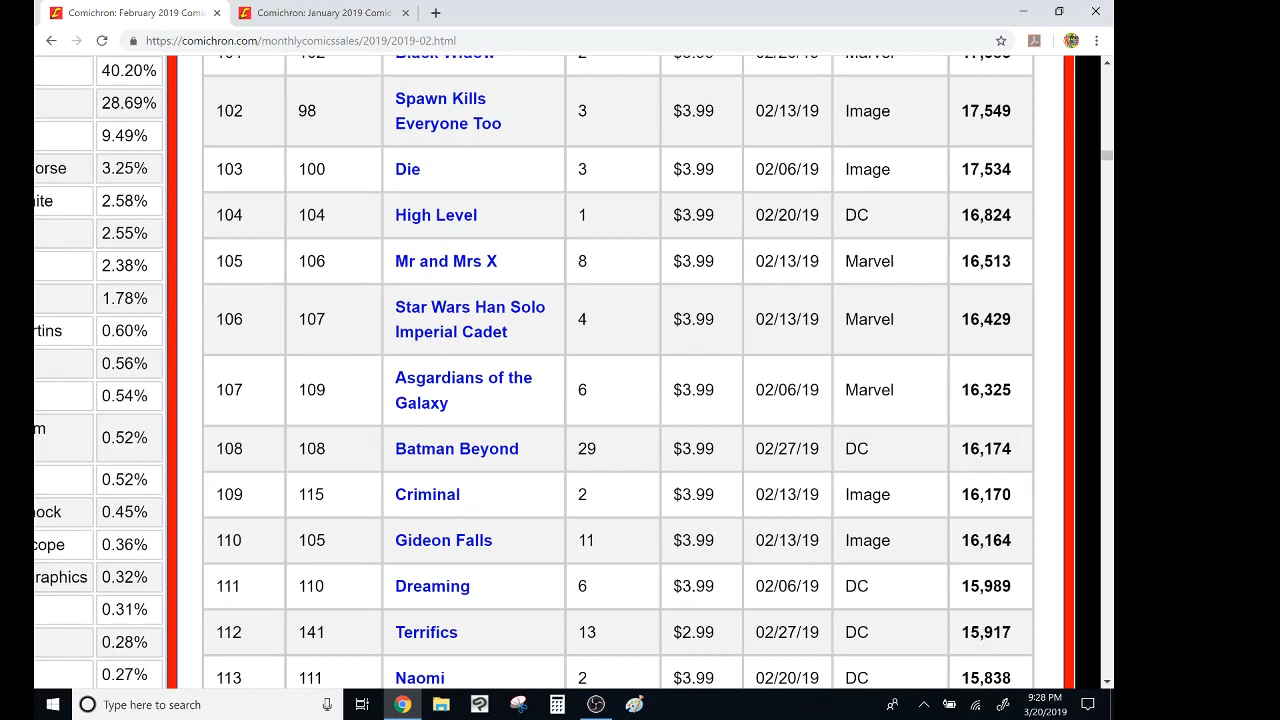 Comichron: February 2019 Comic
Comichron: January 2019 Comic
https://comichron.com/monthlycomicssales/2019/2019-02.html
40.20%
28.69%
9.49%
orse 3.25%
ite 2.58%
2.55%
2.38%
1.78%
rtins 0.60%
0.56%
0.54%
m 0.52%
0.52%
ock 0.45%
cope 0.36%
raphics 0.32%
0.31%
0.28%
0.27%
Black Widow
102 98 Spawn Kills Everyone Too 3 $3.99 02/13/19 Image 17,549
103 100 Die 3 $3.99 02/06/19 Image 17,534
104 104 High Level 1 $3.99 02/20/19 DC 16,824
105 106 Mr and Mrs X 8 $3.99 02/13/19 Marvel 16,513
106 107 Star Wars Han Solo Imperial Cadet 4 $3.99 02/13/19 Marvel 16,429
107 109 Asgardians of the Galaxy 6 $3.99 02/06/19 Marvel 16,325
108 108 Batman Beyond 29 $3.99 02/27/19 DC 16,174
109 115 Criminal 2 $3.99 02/13/19 Image 16,170
110 105 Gideon Falls 11 $3.99 02/13/19 Image 16,164
111 110 Dreaming 6 $3.99 02/06/19 DC 15,989
112 141 Terrifics 13 $2.99 02/27/19 DC 15,917
113 111 Naomi 2 $3.99 02/20/19 DC 15,838
Type here to search
9:28 PM
3/20/2019